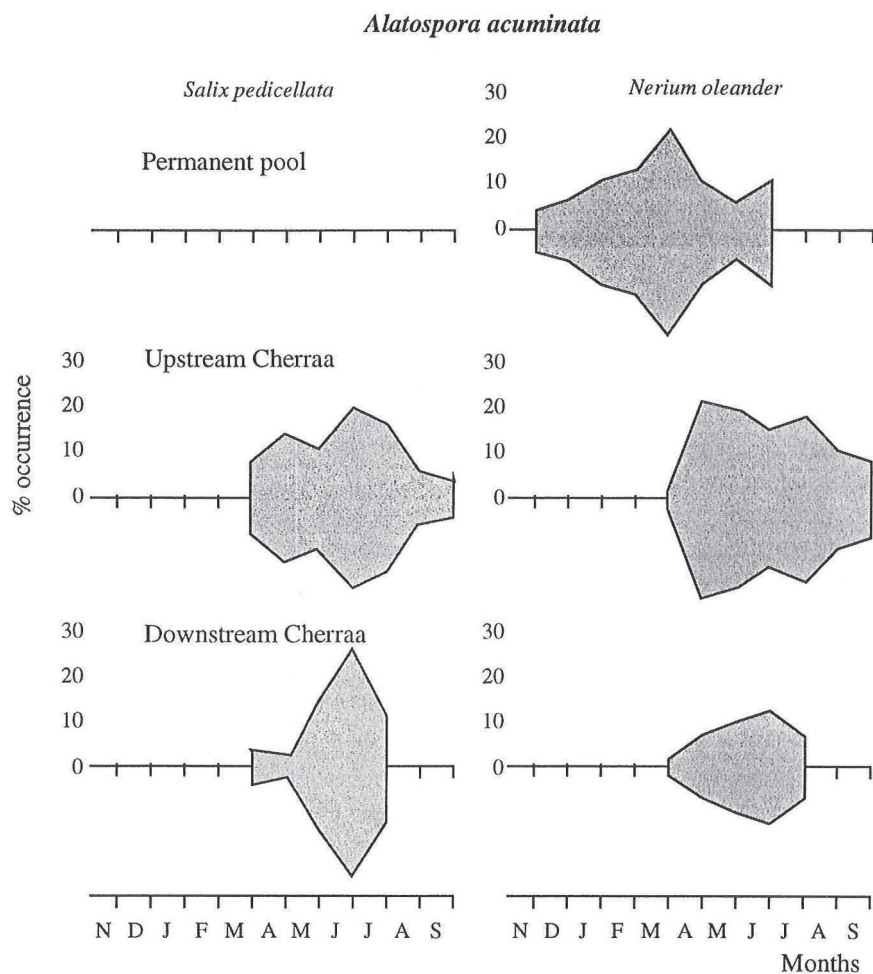 Alatospora acuminata
Salix pedicellata
Nerium oleander
Permanent pool
30
20
10
0
% occurrence
Upstream Cherraa
30
20
10
0
30
20
10
0
Downstream Cherraa
30
20
10
0
30
20
10
0
N D J F M A M J J A S
N D J F M A M J J A S
Months